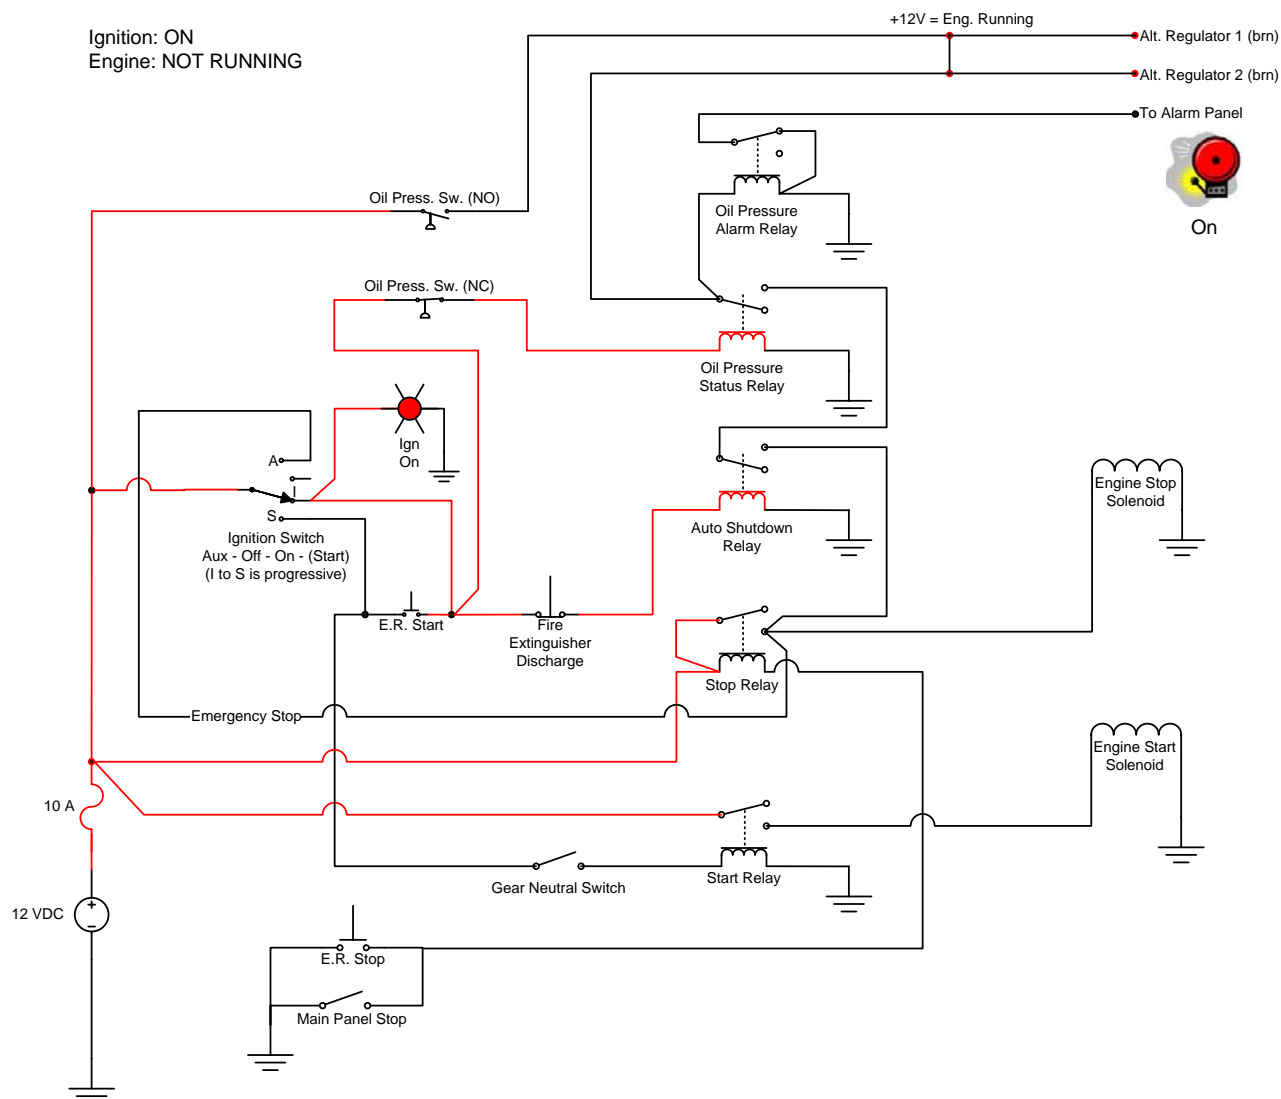 Ignition: ON
Engine: NOT RUNNING
+12V = Eng. Running
Alt. Regulator 1 (brn)
Alt. Regulator 2 (brn)
To Alarm Panel
On
Oil Press. Sw. (NO)
Oil Pressure
Alarm Relay
Oil Press. Sw. (NC)
Oil Pressure
Status Relay
Ign
On
A
I
S
Ignition Switch
Aux - Off - On - (Start)
(I to S is progressive)
Auto Shutdown
Relay
Engine Stop
Solenoid
E.R. Start
Fire
Extinguisher
Discharge
Stop Relay
Emergency Stop
Engine Start
Solenoid
10 A
Gear Neutral Switch
Start Relay
12 VDC
+
−
E.R. Stop
Main Panel Stop